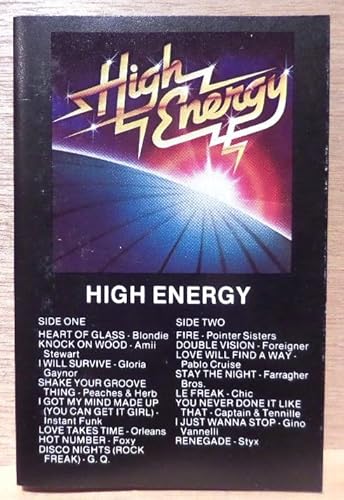 High
Energy
HIGH ENERGY
SIDE ONE
HEART OF GLASS - Blondie
KNOCK ON WOOD - Amii
Stewart
I WILL SURVIVE - Gloria
Gaynor
SHAKE YOUR GROOVE
THING - Peaches & Herb
I GOT MY MIND MADE UP
(YOU CAN GET IT GIRL) -
Instant Funk
LOVE TAKES TIME - Orleans
HOT NUMBER - Foxy
DISCO NIGHTS (ROCK
FREAK) - G. Q.
SIDE TWO
FIRE - Pointer Sisters
DOUBLE VISION - Foreigner
LOVE WILL FIND A WAY -
Pablo Cruise
STAY THE NIGHT - Farragher
Bros.
LE FREAK - Chic
YOU NEVER DONE IT LIKE
THAT - Captain & Tennille
I JUST WANNA STOP - Gino
Vannelli
RENEGADE - Styx